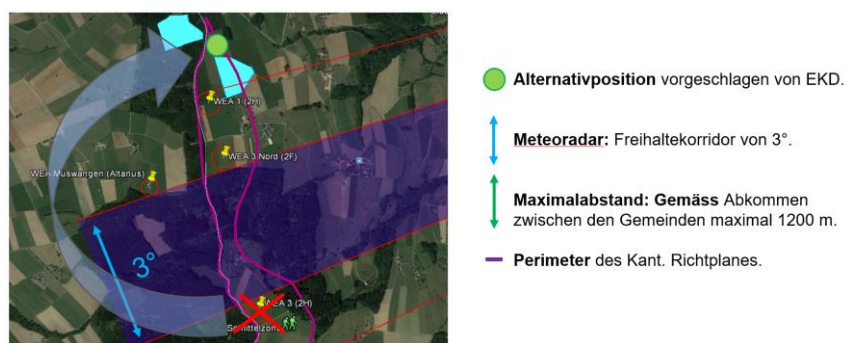 WEA 1 (2H)
WEA 3 Nord (2F)
WEA Muswangen (Altanus)
3°
WEA 3 (2H)
Alternativposition vorgeschlagen von EKD.
Meteoradar: Freihaltekorridor von 3°.
Maximalabstand: Gemäss Abkommen
zwischen den Gemeinden maximal 1200 m.
Perimeter des Kant. Richtplanes.